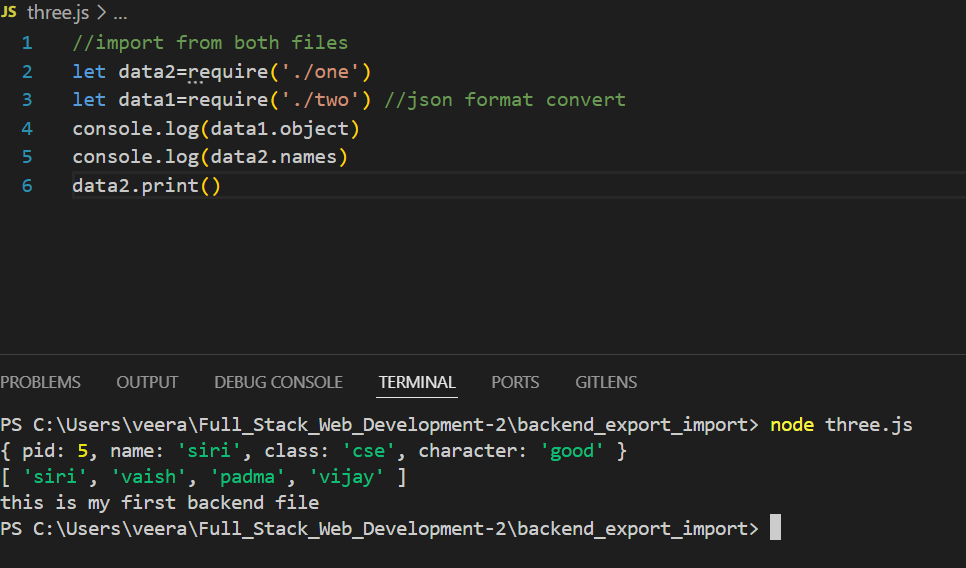 JS three.js > ...
1 //import from both files
2 let data2=require('./one')
3 let data1=require('./two') //json format convert
4 console.log(data1.object)
5 console.log(data2.names)
6 data2.print()
PROBLEMS OUTPUT DEBUG CONSOLE TERMINAL PORTS GITLENS
PS C:\Users\veera\Full_Stack_Web_Development-2\backend_export_import> node three.js
{ pid: 5, name: 'siri', class: 'cse', character: 'good' }
[ 'siri', 'vaish', 'padma', 'vijay' ]
this is my first backend file
PS C:\Users\veera\Full_Stack_Web_Development-2\backend_export_import>